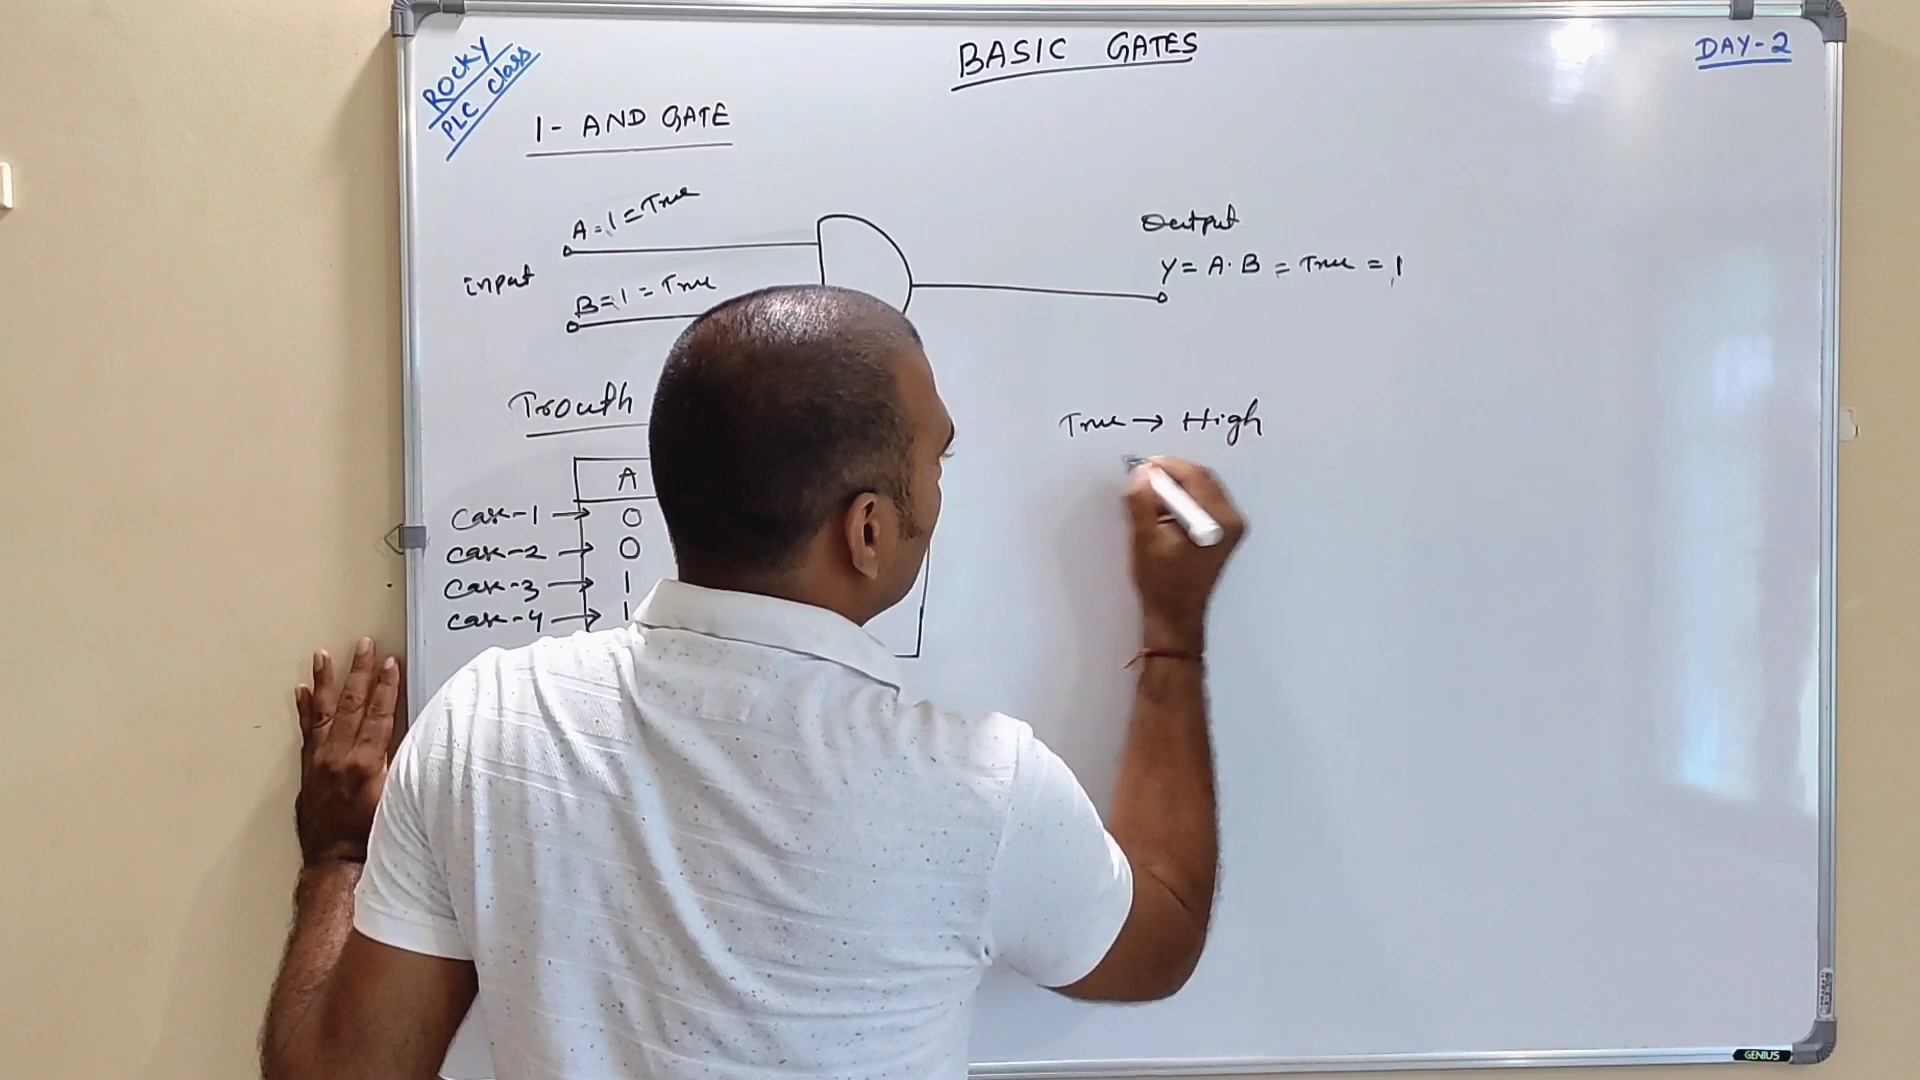 ROCKY
PLC class
BASIC GATES
DAY-2
1- AND GATE
A=1=True
input
B=1=True
Output
Y= A·B = True = 1
Trouth
True → High
A
Case-1 → 0
Case-2 → 0
Case-3 → 1
Case-4 → 1
GENIUS